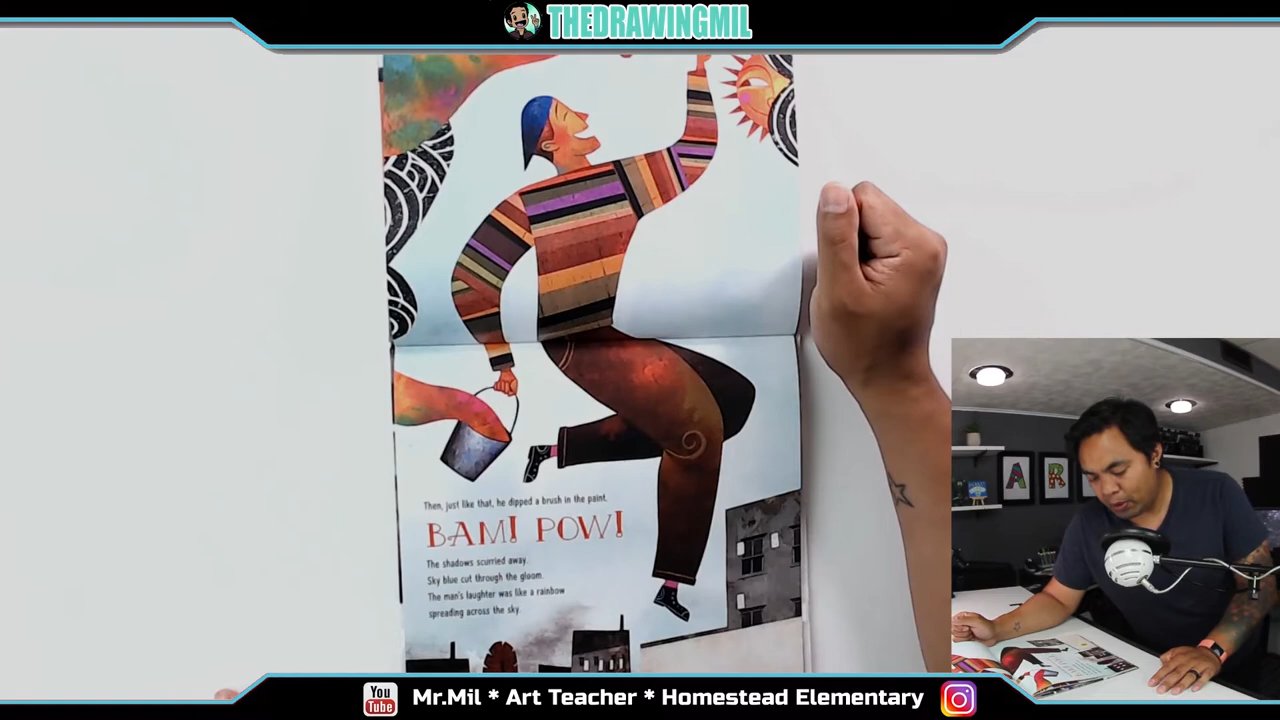 THEDRAWINGMIL
Then, just like that, he dipped a brush in the paint.
BAM! POW!
The shadows scurried away.
Sky blue cut through the gloom.
The man's laughter was like a rainbow
spreading across the sky.
A R
You
Tube
Mr.Mil * Art Teacher * Homestead Elementary